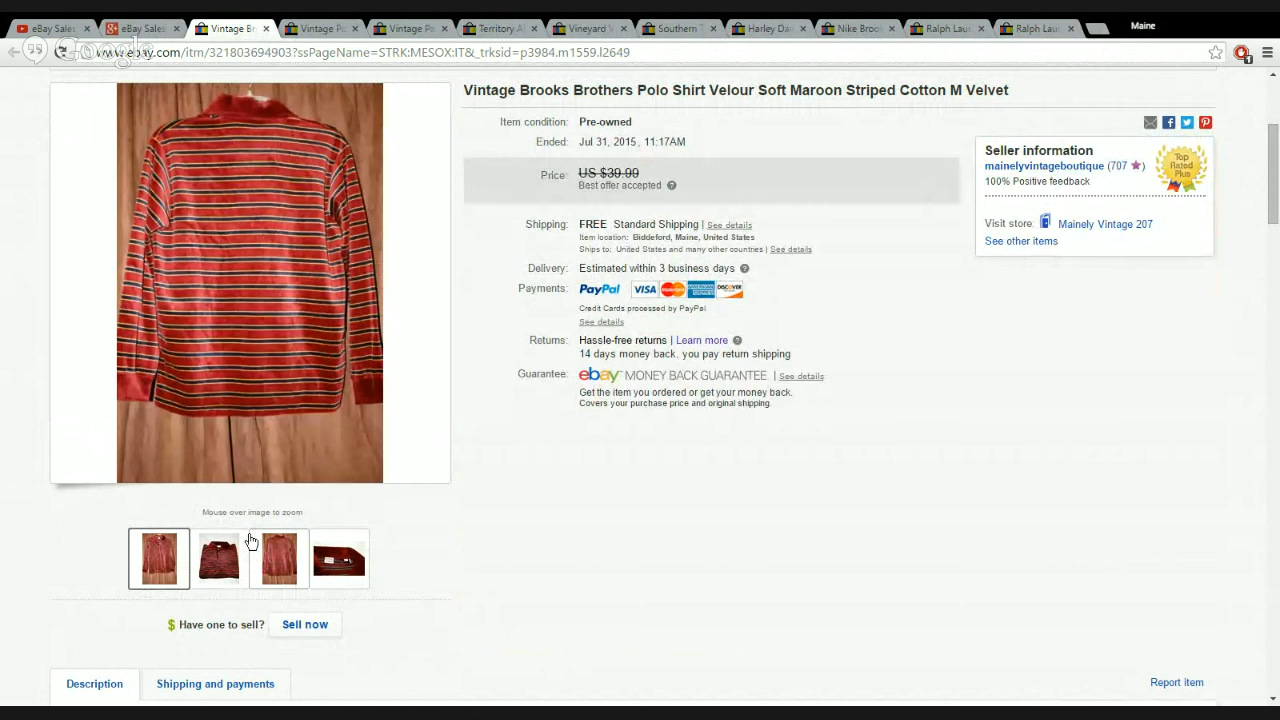 eBay Sales
eBay Sales
Vintage Br
Vintage Po
Vintage Pa
Territory A
Vineyard V
Southern T
Harley Da
Nike Broo
Ralph Lau
Ralph Lau
Maine
Google
www.ebay.com/itm/321803694903?ssPageName=STRK:MESOX:IT&_trksid=p3984.m1559.l2649
Vintage Brooks Brothers Polo Shirt Velour Soft Maroon Striped Cotton M Velvet
Item condition: Pre-owned
Ended: Jul 31, 2015 , 11:17AM
Price: US $39.99
Best offer accepted
Shipping: FREE Standard Shipping | See details
Item location: Biddeford, Maine, United States
Ships to: United States and many other countries | See details
Delivery: Estimated within 3 business days
Payments: PayPal VISA MasterCard AMERICAN EXPRESS DISCOVER
Credit Cards processed by PayPal
See details
Returns: Hassle-free returns | Learn more
14 days money back, you pay return shipping
Guarantee: ebay MONEY BACK GUARANTEE | See details
Get the item you ordered or get your money back.
Covers your purchase price and original shipping.
Seller information
mainelyvintageboutique (707 )
100% Positive feedback
Top Rated Plus
Visit store: Mainely Vintage 207
See other items
Mouse over image to zoom
$ Have one to sell? Sell now
Description
Shipping and payments
Report item